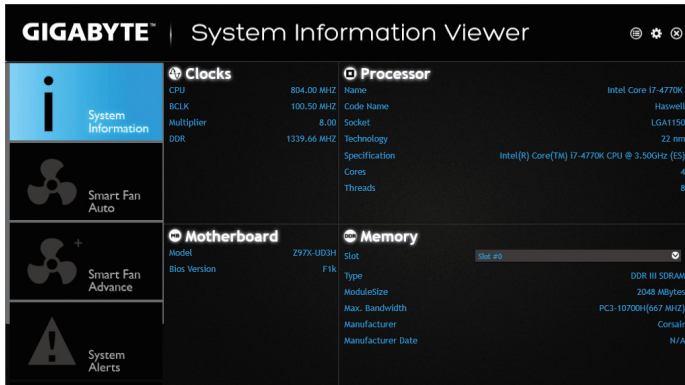 GIGABYTE™ | System Information Viewer
System
Information
Smart Fan
Auto
Smart Fan
Advance
System
Alerts
Clocks
CPU 804.00 MHZ
BCLK 100.50 MHZ
Multiplier 8.00
DDR 1339.66 MHZ
Processor
Name Intel Core i7-4770K
Code Name Haswell
Socket LGA1150
Technology 22 nm
Specification Intel(R) Core(TM) i7-4770K CPU @ 3.50GHz (ES)
Cores 4
Threads 8
MB Motherboard
Model Z97X-UD3H
Bios Version F1k
DDR Memory
Slot Slot #0
Type DDR III SDRAM
ModuleSize 2048 MBytes
Max. Bandwidth PC3-10700H(667 MHZ)
Manufacturer Corsair
Manufacturer Date N/A